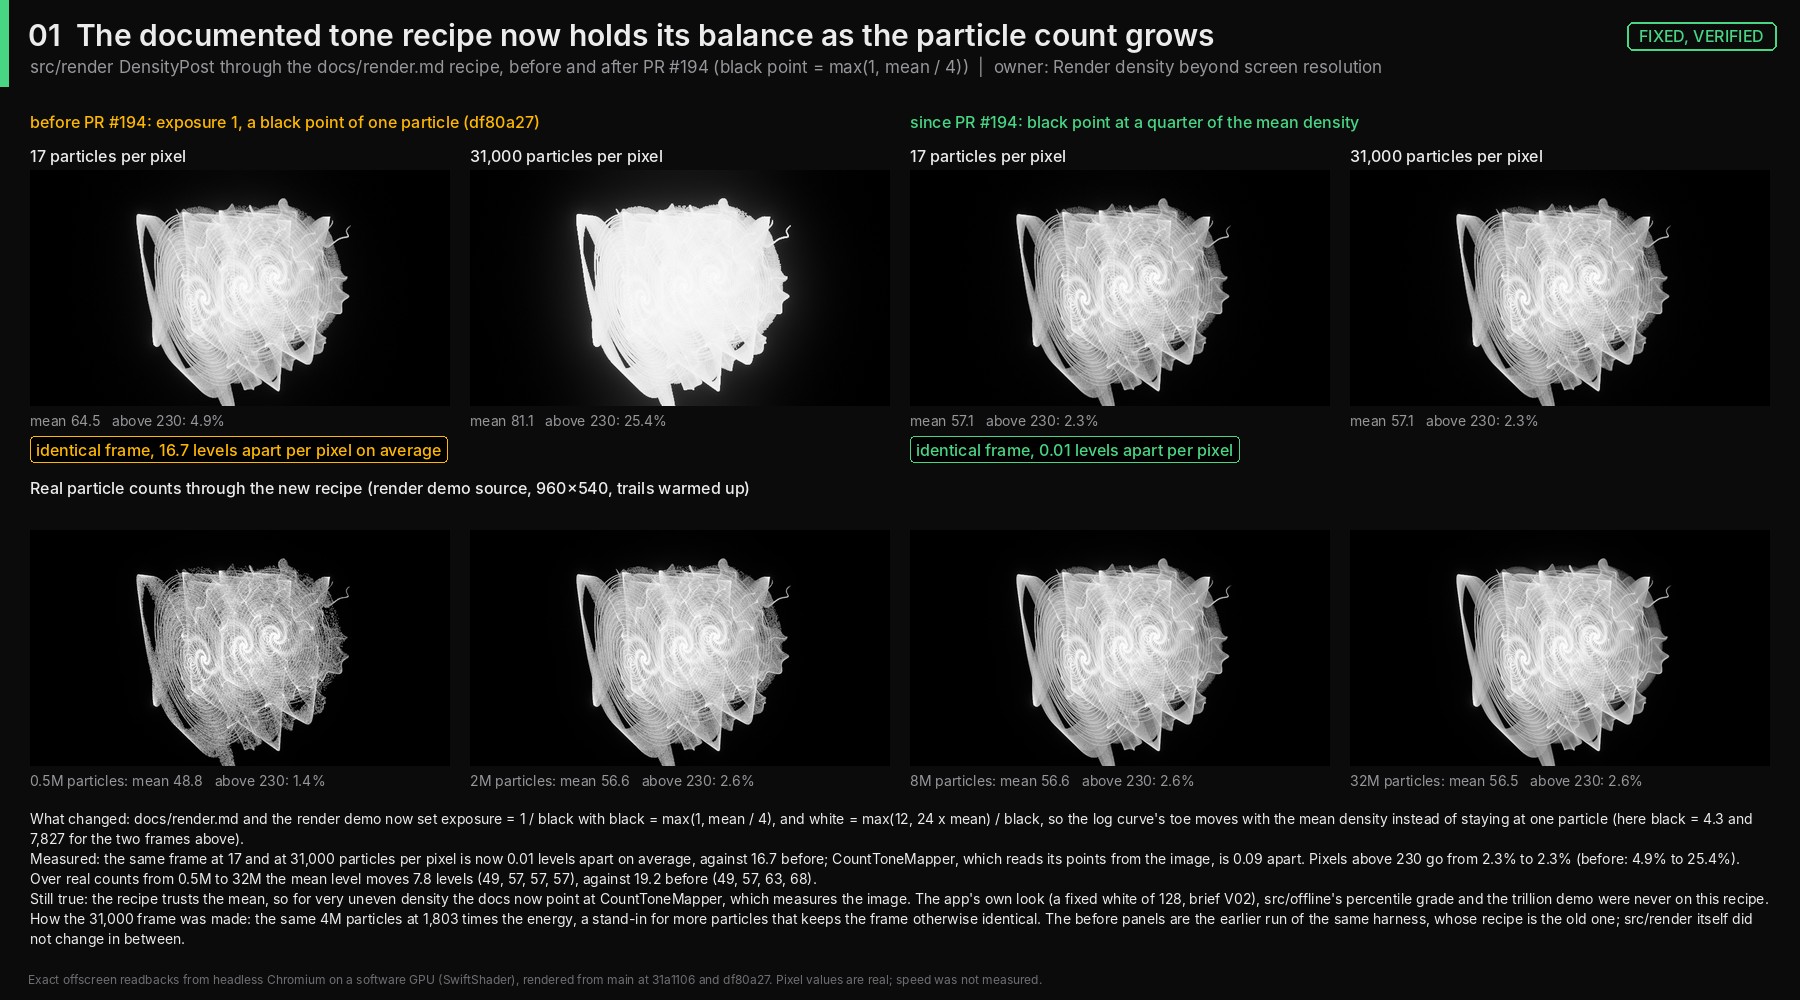 01 The documented tone recipe now holds its balance as the particle count grows
FIXED, VERIFIED
src/render DensityPost through the docs/render.md recipe, before and after PR #194 (black point = max(1, mean / 4)) | owner: Render density beyond screen resolution
before PR #194: exposure 1, a black point of one particle (df80a27)
since PR #194: black point at a quarter of the mean density
17 particles per pixel
31,000 particles per pixel
17 particles per pixel
31,000 particles per pixel
mean 64.5 above 230: 4.9%
mean 81.1 above 230: 25.4%
mean 57.1 above 230: 2.3%
mean 57.1 above 230: 2.3%
identical frame, 16.7 levels apart per pixel on average
identical frame, 0.01 levels apart per pixel
Real particle counts through the new recipe (render demo source, 960×540, trails warmed up)
0.5M particles: mean 48.8 above 230: 1.4%
2M particles: mean 56.6 above 230: 2.6%
8M particles: mean 56.6 above 230: 2.6%
32M particles: mean 56.5 above 230: 2.6%
What changed: docs/render.md and the render demo now set exposure = 1 / black with black = max(1, mean / 4), and white = max(12, 24 x mean) / black, so the log curve's toe moves with the mean density instead of staying at one particle (here black = 4.3 and
7,827 for the two frames above).
Measured: the same frame at 17 and at 31,000 particles per pixel is now 0.01 levels apart on average, against 16.7 before; CountToneMapper, which reads its points from the image, is 0.09 apart. Pixels above 230 go from 2.3% to 2.3% (before: 4.9% to 25.4%).
Over real counts from 0.5M to 32M the mean level moves 7.8 levels (49, 57, 57, 57), against 19.2 before (49, 57, 63, 68).
Still true: the recipe trusts the mean, so for very uneven density the docs now point at CountToneMapper, which measures the image. The app's own look (a fixed white of 128, brief V02), src/offline's percentile grade and the trillion demo were never on this recipe.
How the 31,000 frame was made: the same 4M particles at 1,803 times the energy, a stand-in for more particles that keeps the frame otherwise identical. The before panels are the earlier run of the same harness, whose recipe is the old one; src/render itself did
not change in between.
Exact offscreen readbacks from headless Chromium on a software GPU (SwiftShader), rendered from main at 31a1106 and df80a27. Pixel values are real; speed was not measured.